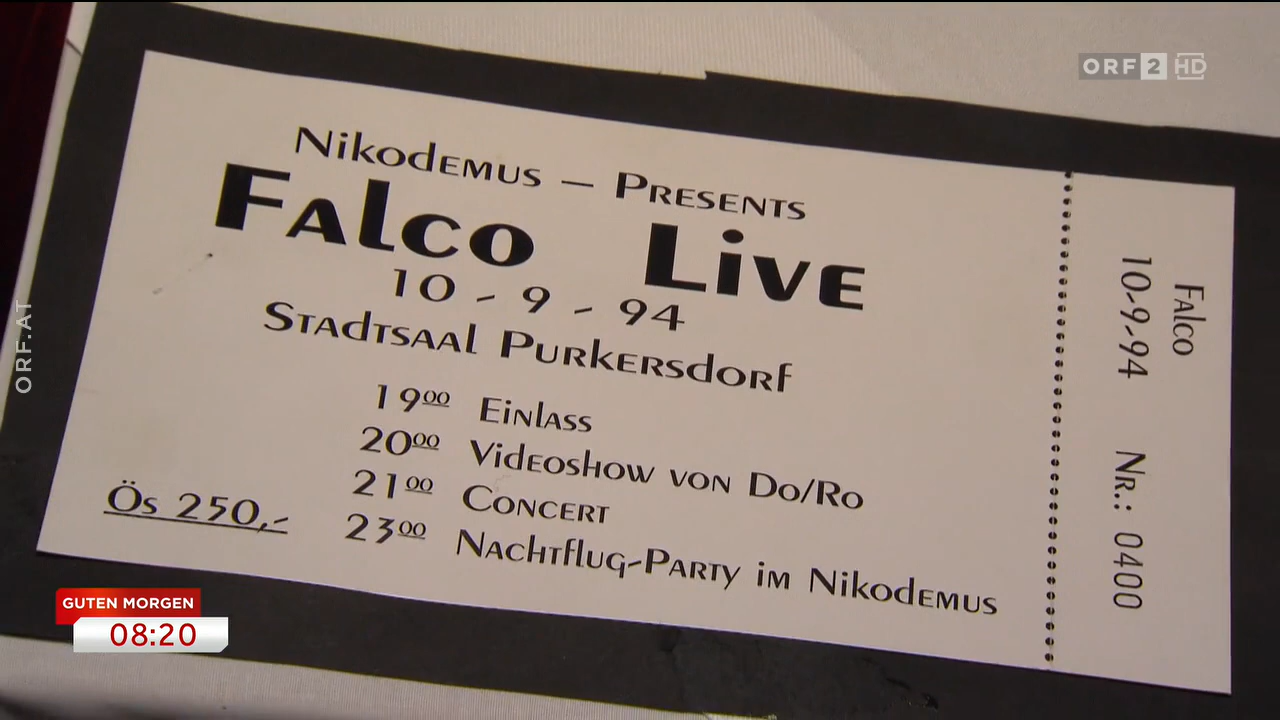 ORF 2 HD
Nikodemus – Presents
Falco Live
10 - 9 - 94
Stadtsaal Purkersdorf
19⁰⁰ Einlass
20⁰⁰ Videoshow von Do/Ro
21⁰⁰ Concert
23⁰⁰ Nachtflug-Party im Nikodemus
Ös 250,-
Falco
10-9-94 Nr.: 0400
ORF.AT
GUTEN MORGEN
08:20